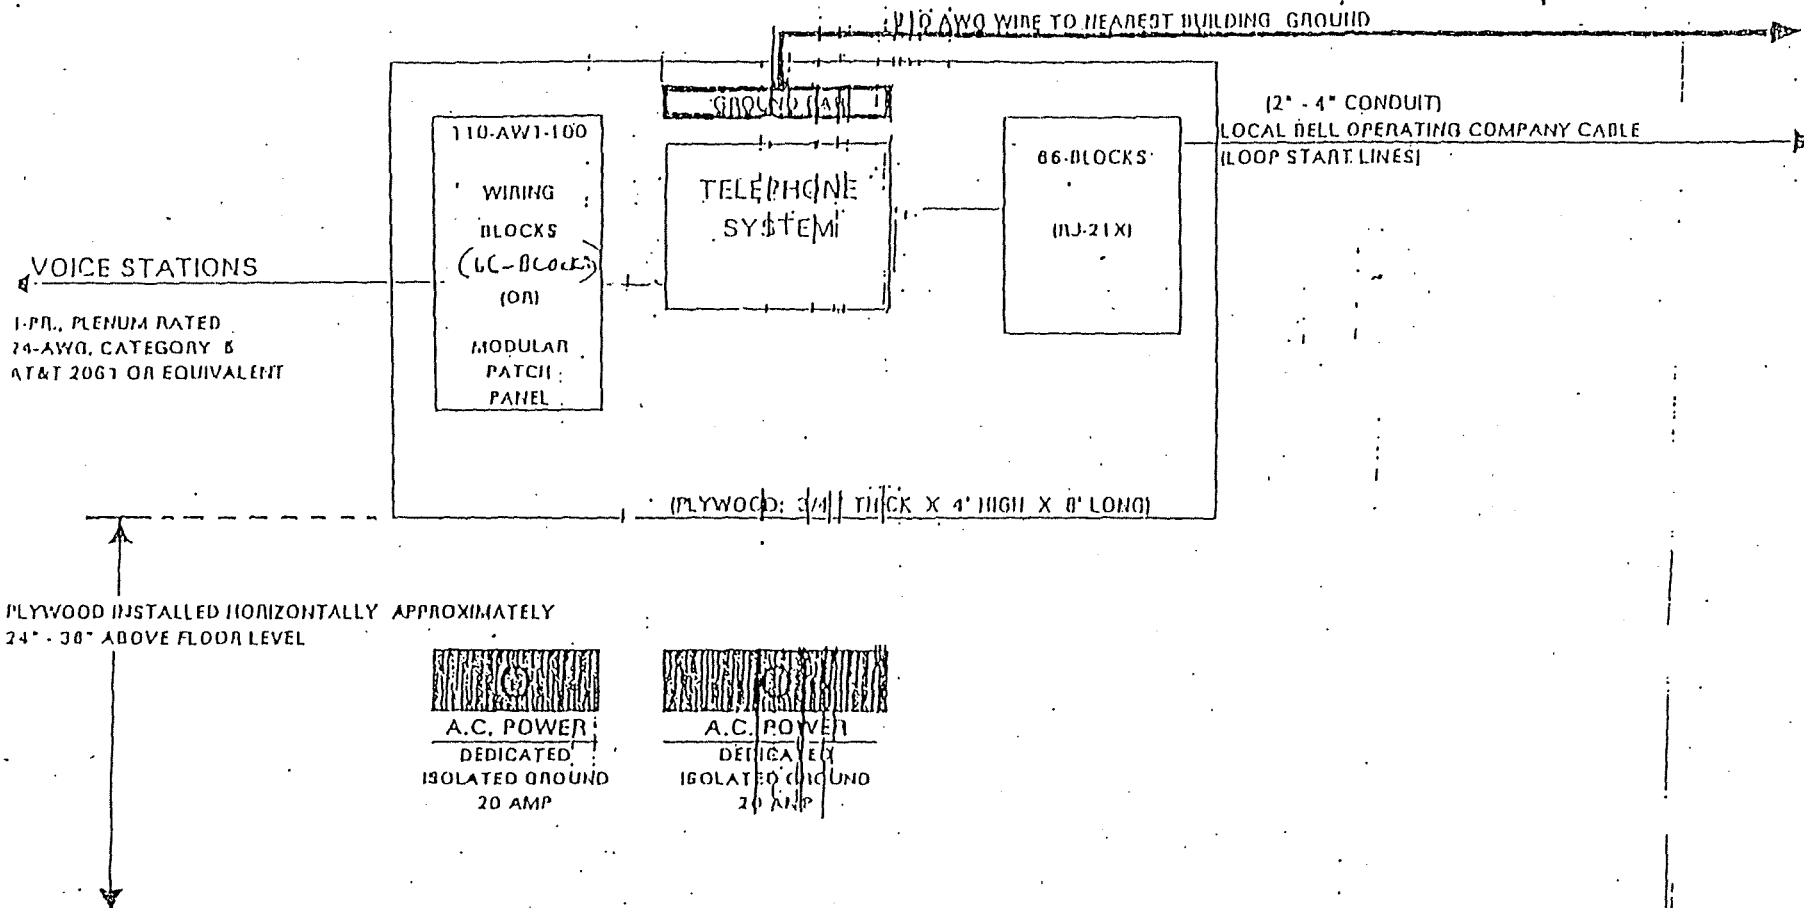 AWG WIRE TO NEAREST BUILDING GROUND
GROUND BAR
110-AW1-100
WIRING
BLOCKS
(66-BLOCKS)
(OR)
MODULAR
PATCH
PANEL
TELEPHONE
SYSTEM
66-BLOCKS
(RJ-21X)
(2" - 4" CONDUIT)
LOCAL BELL OPERATING COMPANY CABLE
(LOOP START LINES)
VOICE STATIONS
PLENUM RATED
24-AWG, CATEGORY 5
AT&T 2061 OR EQUIVALENT
(PLYWOOD: 3/4" THICK X 4' HIGH X 8' LONG)
PLYWOOD INSTALLED HORIZONTALLY APPROXIMATELY
24" - 30" ABOVE FLOOR LEVEL
A.C. POWER
DEDICATED
ISOLATED GROUND
20 AMP
A.C. POWER
DEDICATED
ISOLATED GROUND
20 AMP